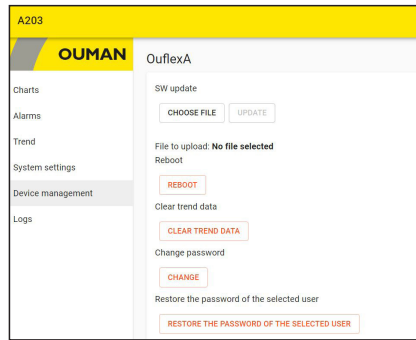 A203
OUMAN
Charts
Alarms
Trend
System settings
Device management
Logs
OuflexA
SW update
CHOOSE FILE UPDATE
File to upload: No file selected
Reboot
REBOOT
Clear trend data
CLEAR TREND DATA
Change password
CHANGE
Restore the password of the selected user
RESTORE THE PASSWORD OF THE SELECTED USER